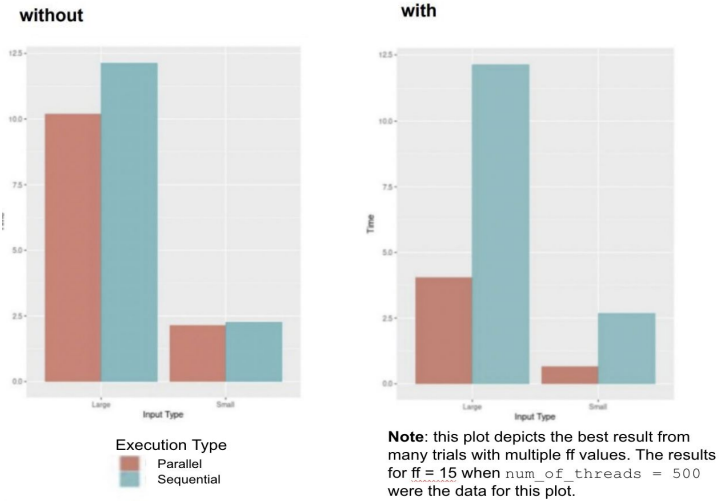 without
with
12.5-
10.0-
7.5-
5.0-
2.5-
0.0-
Large
Small
Input Type
12.5-
10.0-
7.5-
5.0-
2.5-
0.0-
Time
Large
Small
Input Type
Execution Type
Parallel
Sequential
Note: this plot depicts the best result from
many trials with multiple ff values. The results
for ff = 15 when num_of_threads = 500
were the data for this plot.